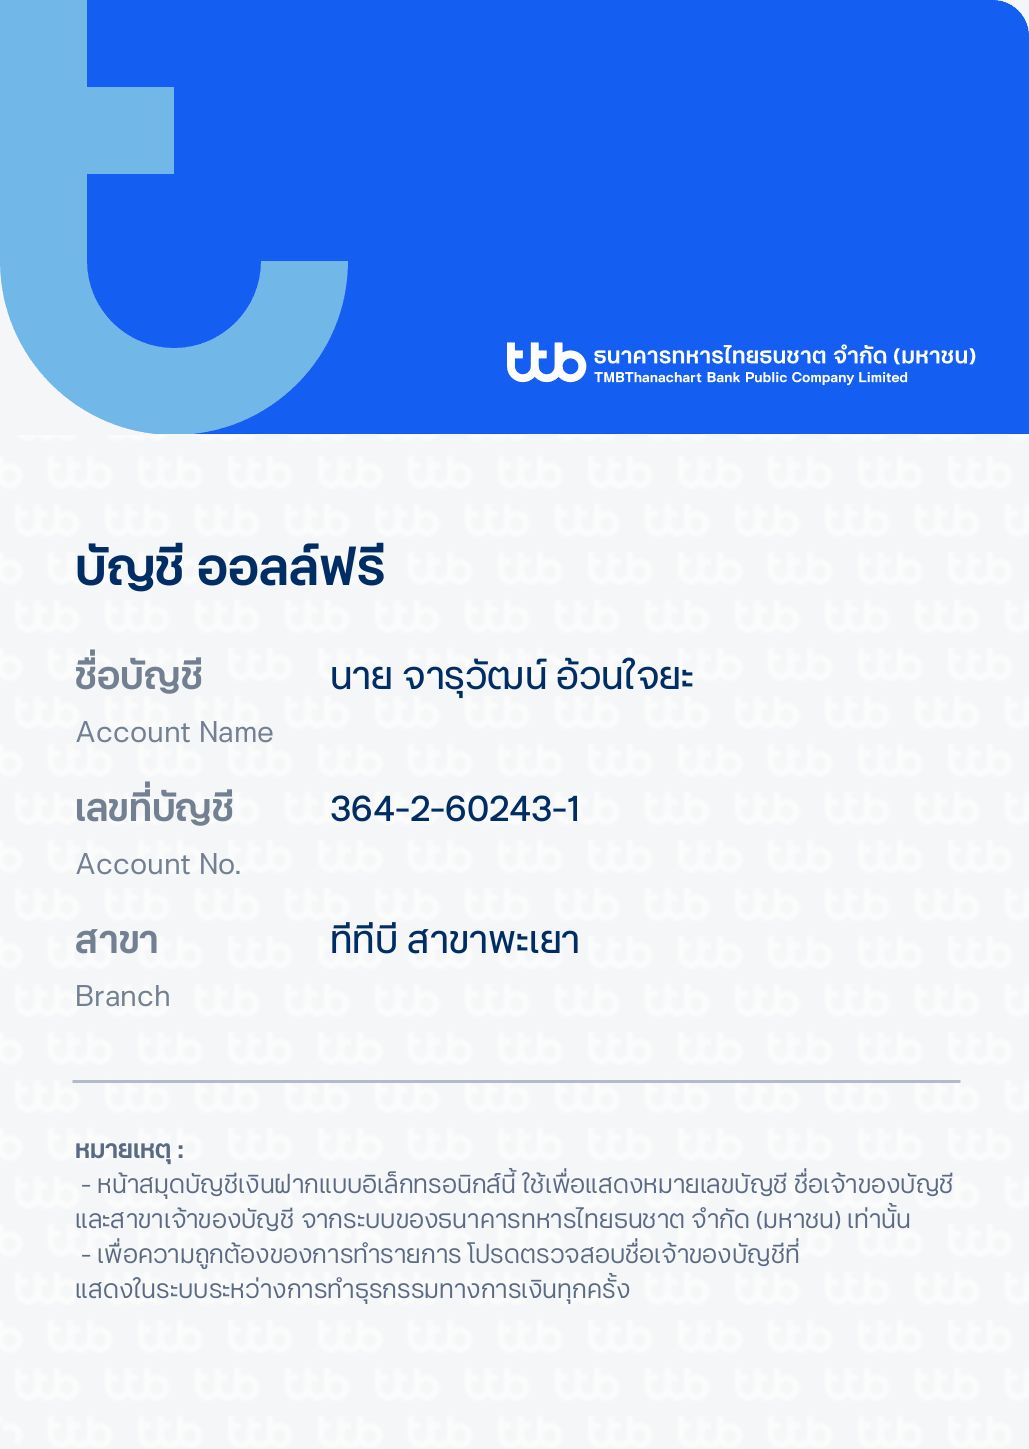 ttb ธนาคารทหารไทยธนชาต จำกัด (มหาชน)
TMBThanachart Bank Public Company Limited
บัญชี ออลล์ฟรี
ชื่อบัญชี นาย จารุวัฒน์ อ้วนใจยะ
Account Name
เลขที่บัญชี 364-2-60243-1
Account No.
สาขา ทีทีบี สาขาพะเยา
Branch
หมายเหตุ :
- หน้าสมุดบัญชีเงินฝากแบบอิเล็กทรอนิกส์นี้ ใช้เพื่อแสดงหมายเลขบัญชี ชื่อเจ้าของบัญชี
และสาขาเจ้าของบัญชี จากระบบของธนาคารทหารไทยธนชาต จำกัด (มหาชน) เท่านั้น
- เพื่อความถูกต้องของการทำรายการ โปรดตรวจสอบชื่อเจ้าของบัญชีที่
แสดงในระบบระหว่างการทำธุรกรรมทางการเงินทุกครั้ง